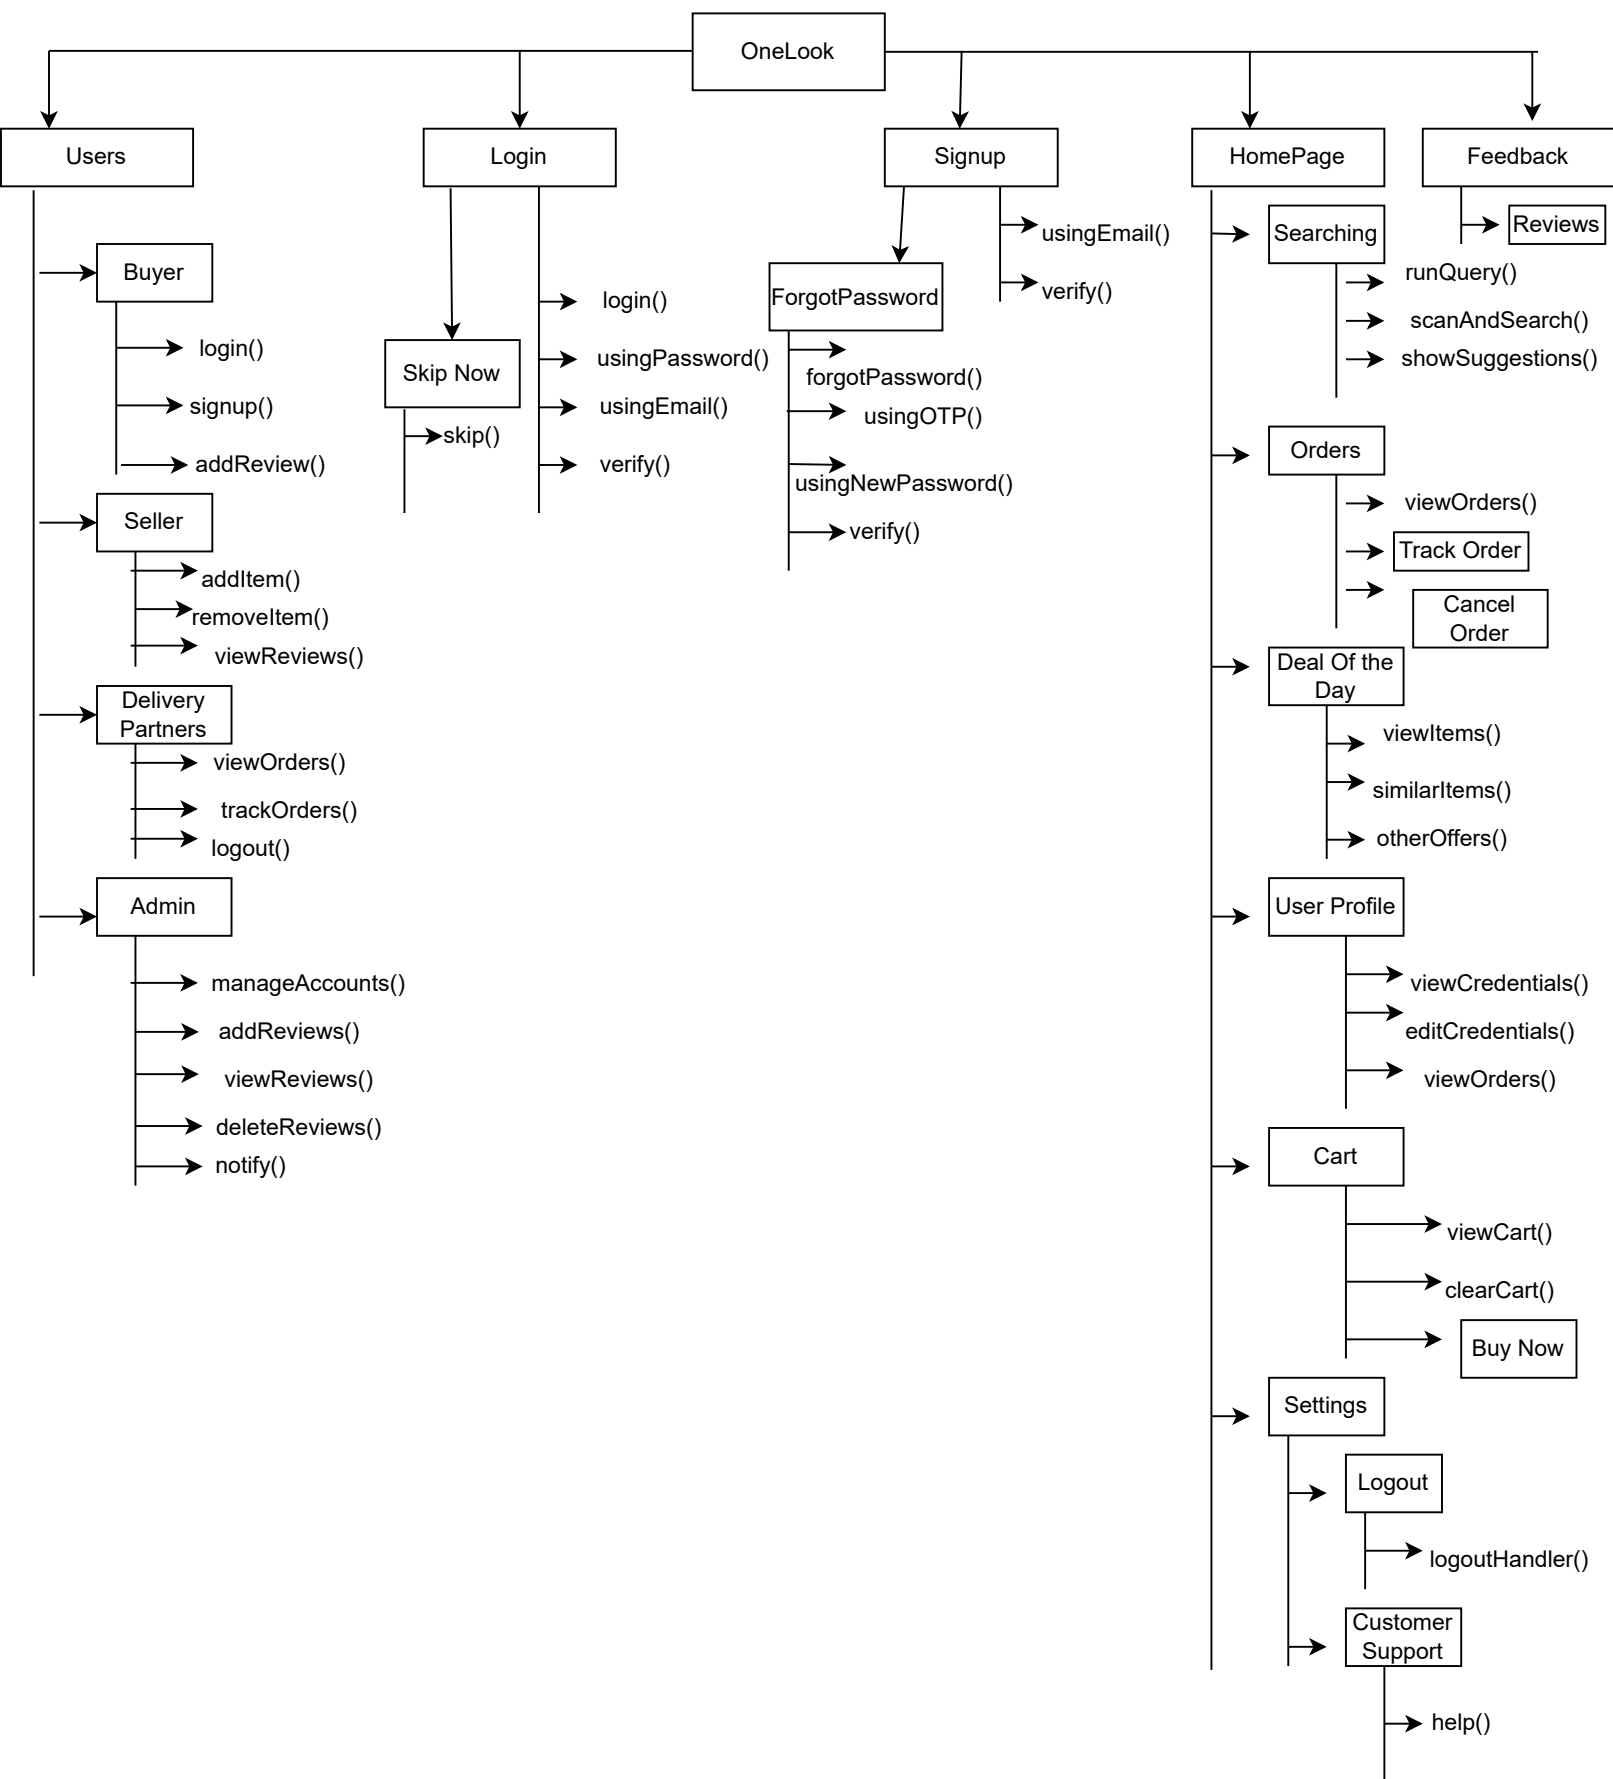 OneLook
Users
Login
Signup
HomePage
Feedback
Buyer
login()
signup()
addReview()
Seller
addItem()
removeItem()
viewReviews()
Delivery
Partners
viewOrders()
trackOrders()
logout()
Admin
manageAccounts()
addReviews()
viewReviews()
deleteReviews()
notify()
Skip Now
skip()
login()
usingPassword()
usingEmail()
verify()
ForgotPassword
forgotPassword()
usingOTP()
usingNewPassword()
verify()
usingEmail()
verify()
Searching
runQuery()
scanAndSearch()
showSuggestions()
Orders
viewOrders()
Track Order
Cancel
Order
Deal Of the
Day
viewItems()
similarItems()
otherOffers()
User Profile
viewCredentials()
editCredentials()
viewOrders()
Cart
viewCart()
clearCart()
Buy Now
Settings
Logout
logoutHandler()
Customer
Support
help()
Reviews